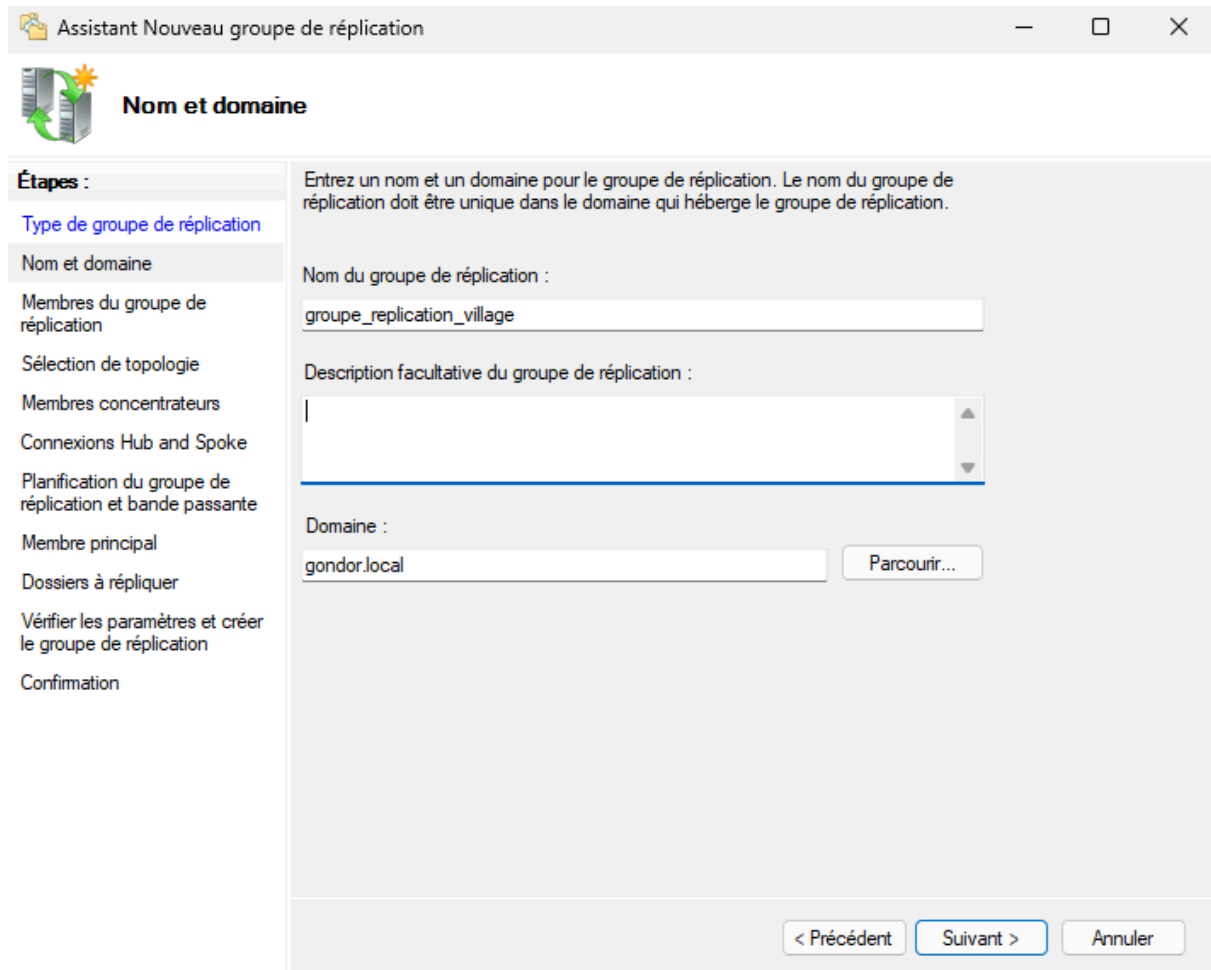 Assistant Nouveau groupe de réplication
Nom et domaine
Étapes :
Type de groupe de réplication
Nom et domaine
Membres du groupe de
réplication
Sélection de topologie
Membres concentrateurs
Connexions Hub and Spoke
Planification du groupe de
réplication et bande passante
Membre principal
Dossiers à répliquer
Vérifier les paramètres et créer
le groupe de réplication
Confirmation
Entrez un nom et un domaine pour le groupe de réplication. Le nom du groupe de
réplication doit être unique dans le domaine qui héberge le groupe de réplication.
Nom du groupe de réplication :
groupe_replication_village
Description facultative du groupe de réplication :
Domaine :
gondor.local
Parcourir...
< Précédent
Suivant >
Annuler